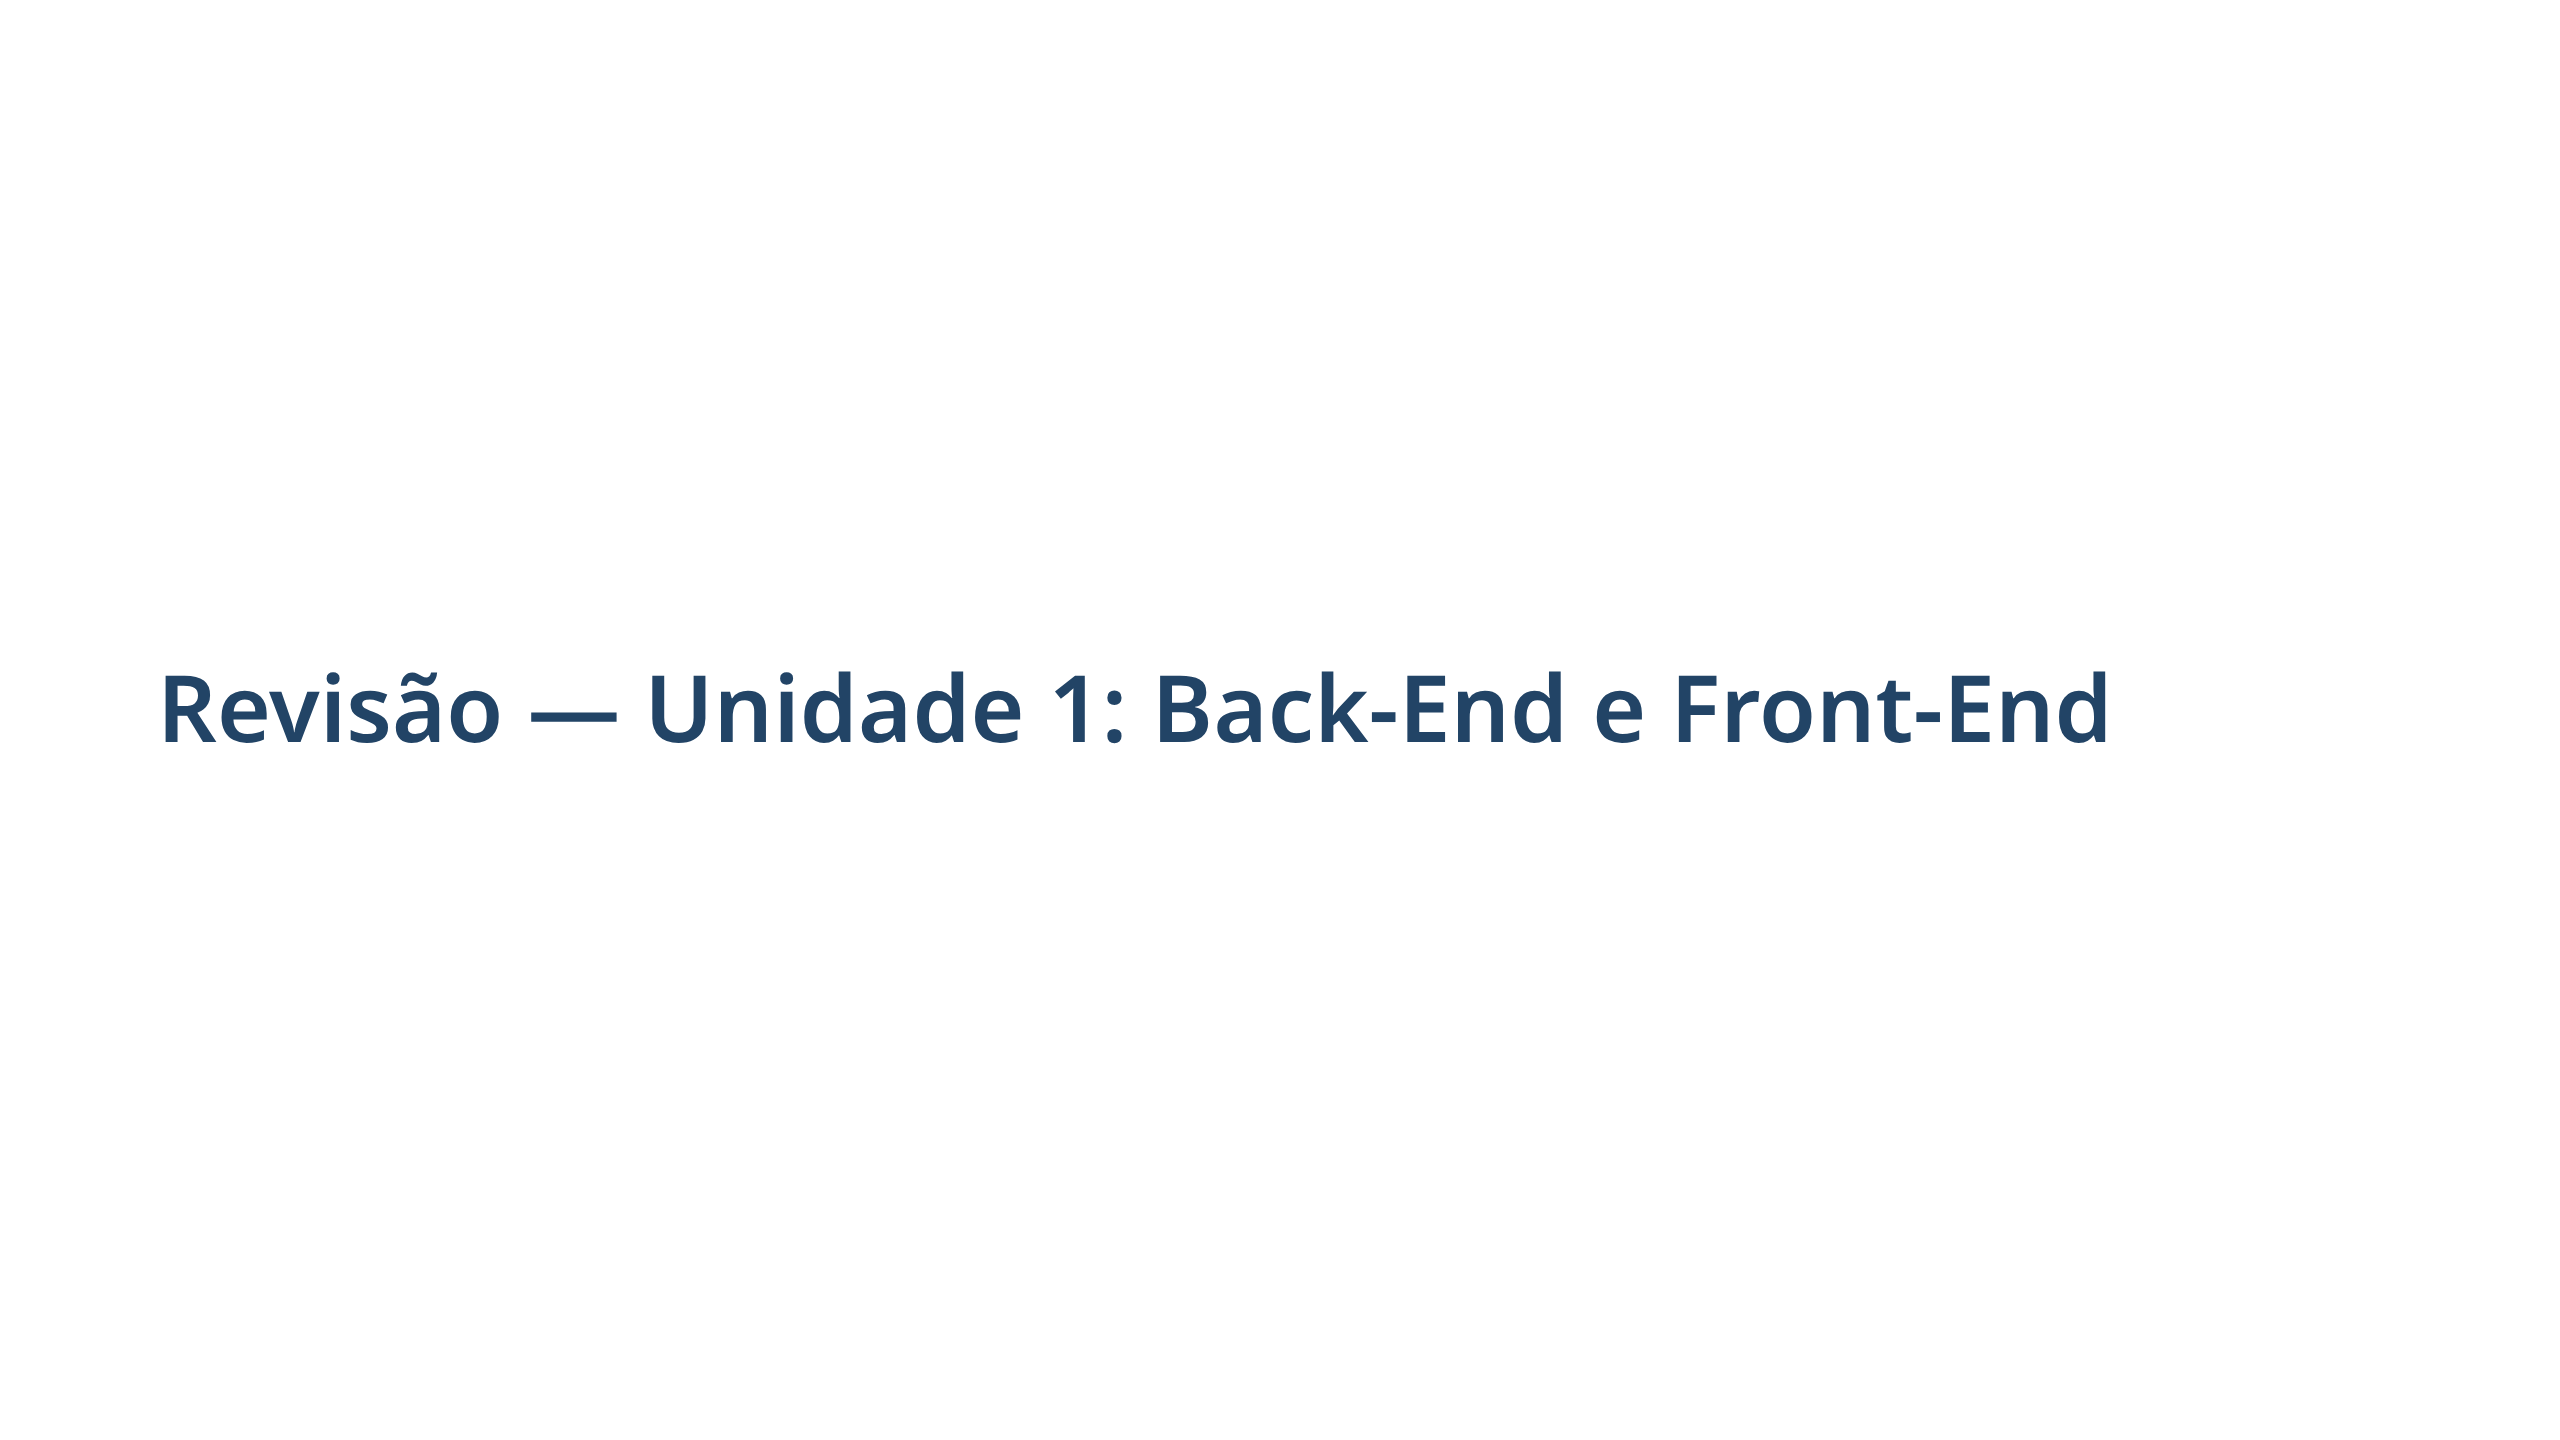 Revisão — Unidade 1: Back-End e Front-End